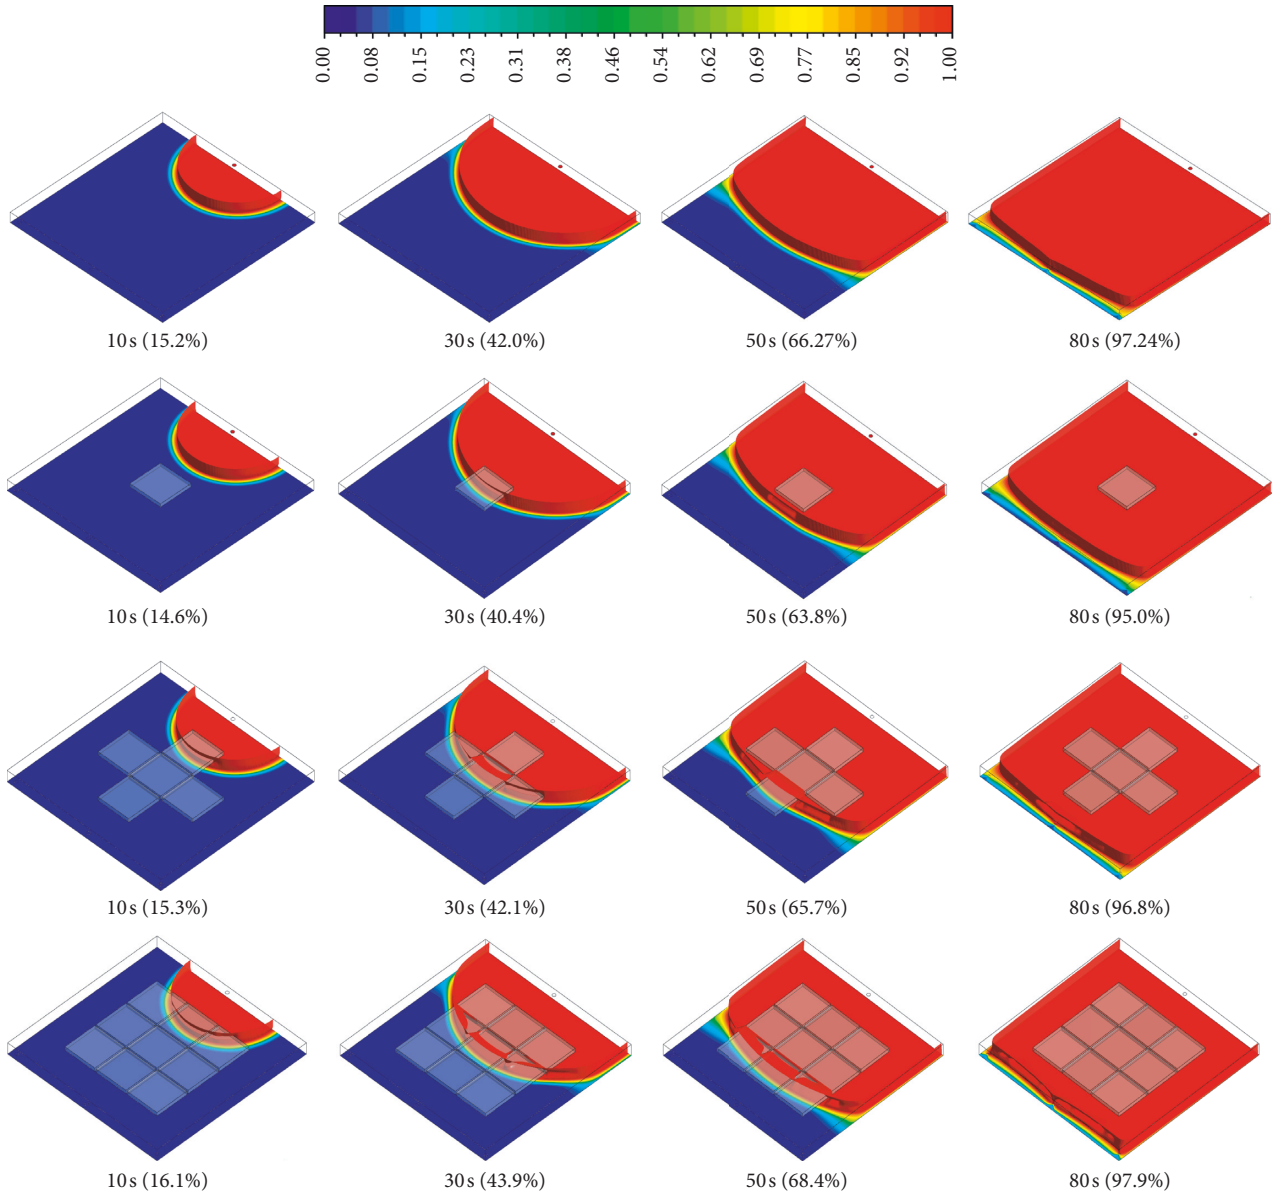 0.00 0.08 0.15 0.23 0.31 0.38 0.46 0.54 0.62 0.69 0.77 0.85 0.92 1.00
10 s (15.2%) 30 s (42.0%) 50 s (66.27%) 80 s (97.24%)
10 s (14.6%) 30 s (40.4%) 50 s (63.8%) 80 s (95.0%)
10 s (15.3%) 30 s (42.1%) 50 s (65.7%) 80 s (96.8%)
10 s (16.1%) 30 s (43.9%) 50 s (68.4%) 80 s (97.9%)